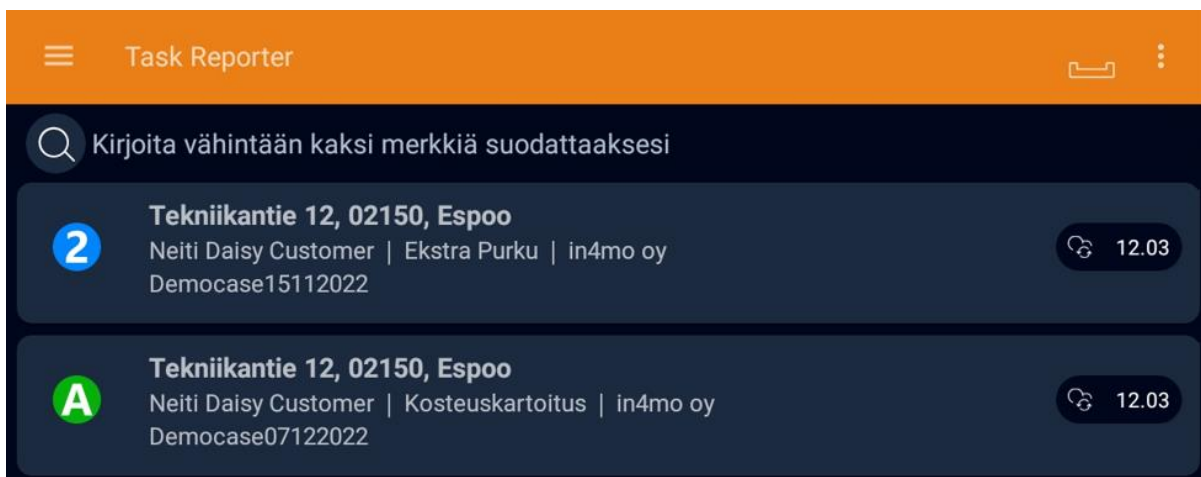 Task Reporter
Kirjoita vähintään kaksi merkkiä suodattaaksesi
2
Tekniikantie 12, 02150, Espoo
Neiti Daisy Customer | Ekstra Purku | in4mo oy
12.03
Democase15112022
A
Tekniikantie 12, 02150, Espoo
Neiti Daisy Customer | Kosteuskartoitus | in4mo oy
12.03
Democase07122022